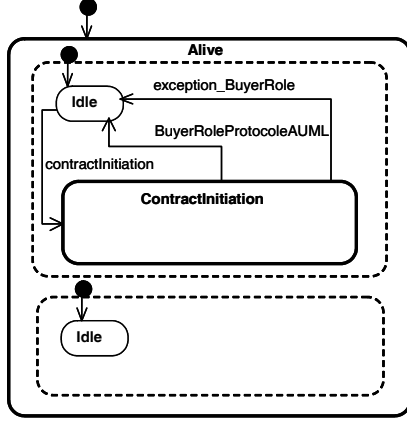 Alive
Idle
exception_BuyerRole
BuyerRoleProtocoleAUML
contractInitiation
ContractInitiation
Idle